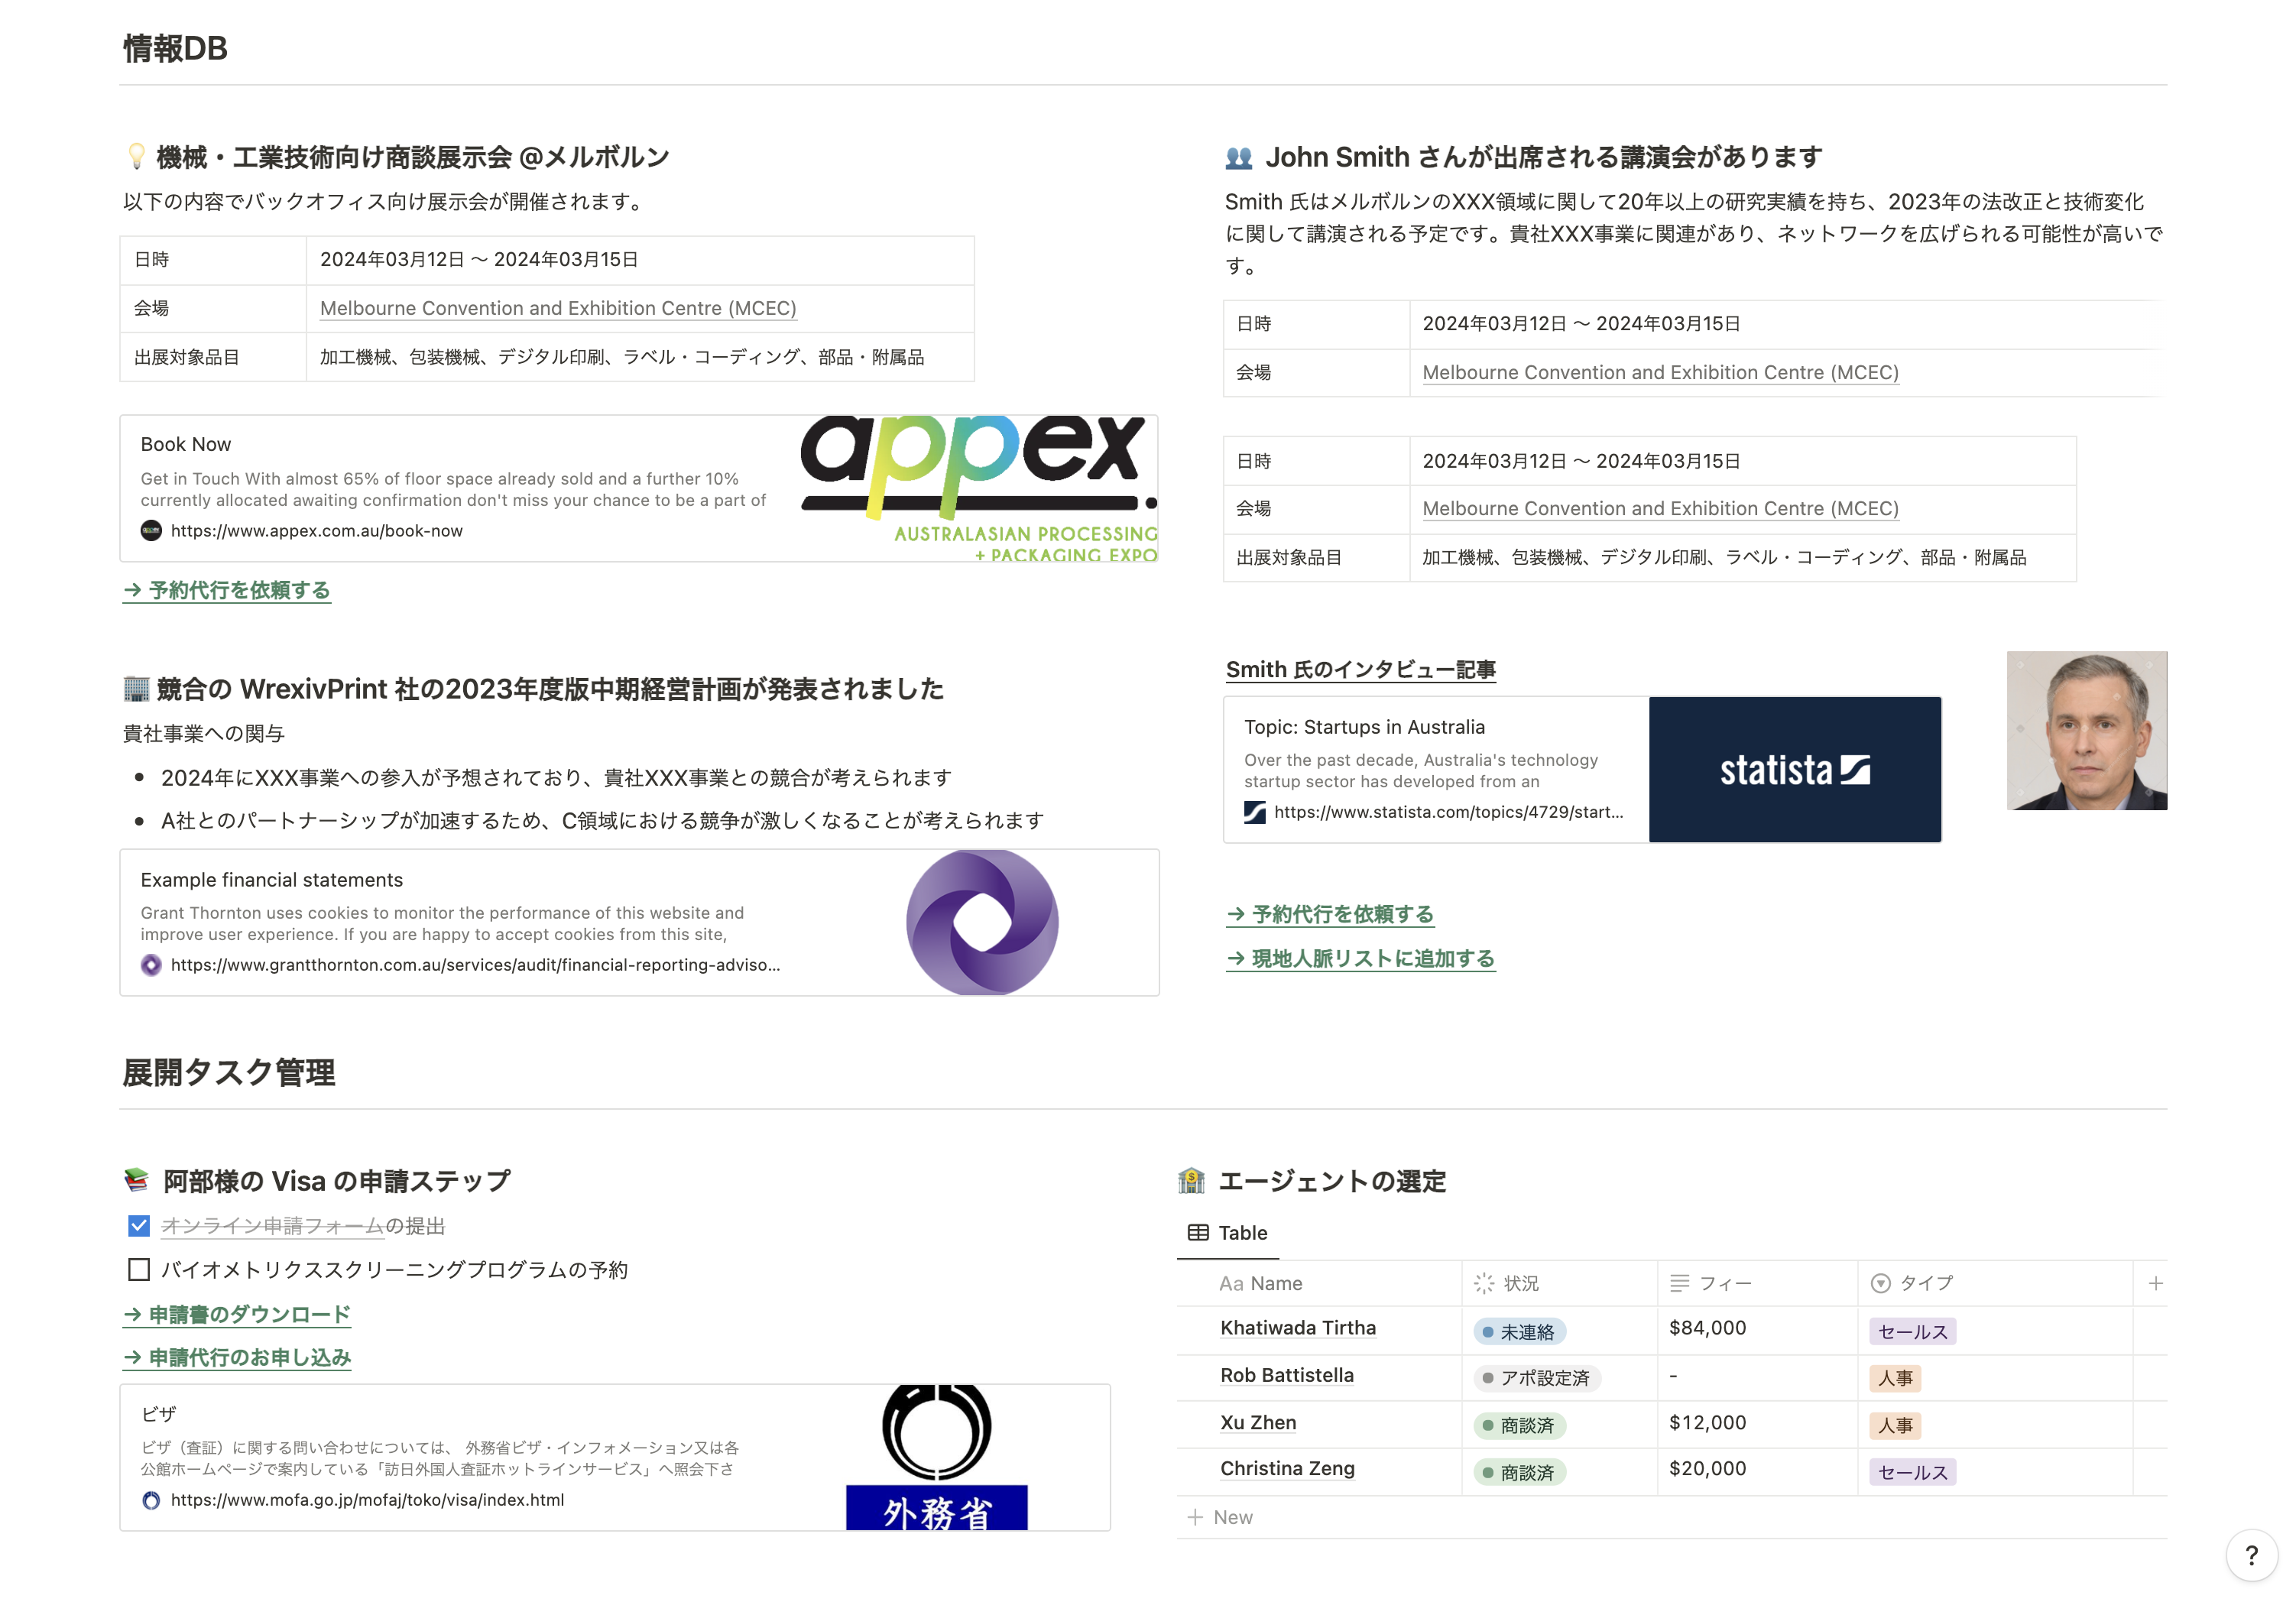 情報DB
機械・工業技術向け商談展示会 @メルボルン
以下の内容でバックオフィス向け展示会が開催されます。
日時 2024年03月12日 〜 2024年03月15日
会場 Melbourne Convention and Exhibition Centre (MCEC)
出展対象品目 加工機械、包装機械、デジタル印刷、ラベル・コーディング、部品・附属品
Book Now
Get in Touch With almost 65% of floor space already sold and a further 10%
currently allocated awaiting confirmation don't miss your chance to be a part of
https://www.appex.com.au/book-now
appex.
AUSTRALASIAN PROCESSING
+ PACKAGING EXPO
→ 予約代行を依頼する
競合の WrexivPrint 社の2023年度版中期経営計画が発表されました
貴社事業への関与
• 2024年にXXX事業への参入が予想されており、貴社XXX事業との競合が考えられます
• A社とのパートナーシップが加速するため、C領域における競争が激しくなることが考えられます
Example financial statements
Grant Thornton uses cookies to monitor the performance of this website and
improve user experience. If you are happy to accept cookies from this site,
https://www.grantthornton.com.au/services/audit/financial-reporting-adviso...
John Smith さんが出席される講演会があります
Smith 氏はメルボルンのXXX領域に関して20年以上の研究実績を持ち、2023年の法改正と技術変化
に関して講演される予定です。貴社XXX事業に関連があり、ネットワークを広げられる可能性が高いで
す。
日時 2024年03月12日 〜 2024年03月15日
会場 Melbourne Convention and Exhibition Centre (MCEC)
日時 2024年03月12日 〜 2024年03月15日
会場 Melbourne Convention and Exhibition Centre (MCEC)
出展対象品目 加工機械、包装機械、デジタル印刷、ラベル・コーディング、部品・附属品
Smith 氏のインタビュー記事
Topic: Startups in Australia
Over the past decade, Australia's technology
startup sector has developed from an
https://www.statista.com/topics/4729/start...
statista
→ 予約代行を依頼する
→ 現地人脈リストに追加する
展開タスク管理
阿部様の Visa の申請ステップ
オンライン申請フォームの提出
バイオメトリクススクリーニングプログラムの予約
→ 申請書のダウンロード
→ 申請代行のお申し込み
ビザ
ビザ（査証）に関する問い合わせについては、 外務省ビザ・インフォメーション又は各
公館ホームページで案内している「訪日外国人査証ホットラインサービス」へ照会下さ
https://www.mofa.go.jp/mofaj/toko/visa/index.html
外務省
エージェントの選定
Table
Aa Name 状況 フィー タイプ +
Khatiwada Tirtha 未連絡 $84,000 セールス
Rob Battistella アポ設定済 - 人事
Xu Zhen 商談済 $12,000 人事
Christina Zeng 商談済 $20,000 セールス
+ New
?